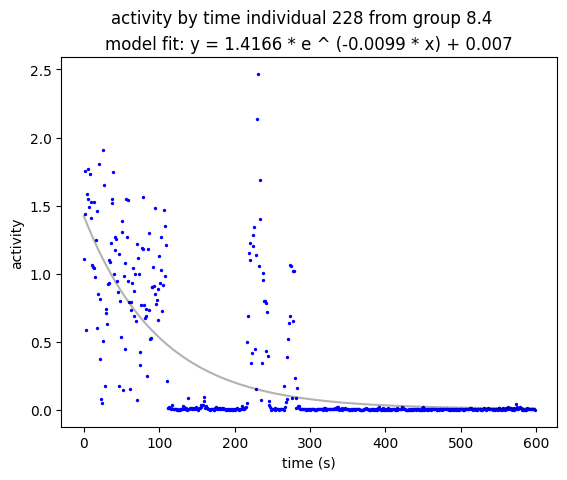 activity by time individual 228 from group 8.4
model fit: y = 1.4166 * e ^ (-0.0099 * x) + 0.007
2.5
2.0
1.5
1.0
0.5
0.0
activity
0 100 200 300 400 500 600
time (s)